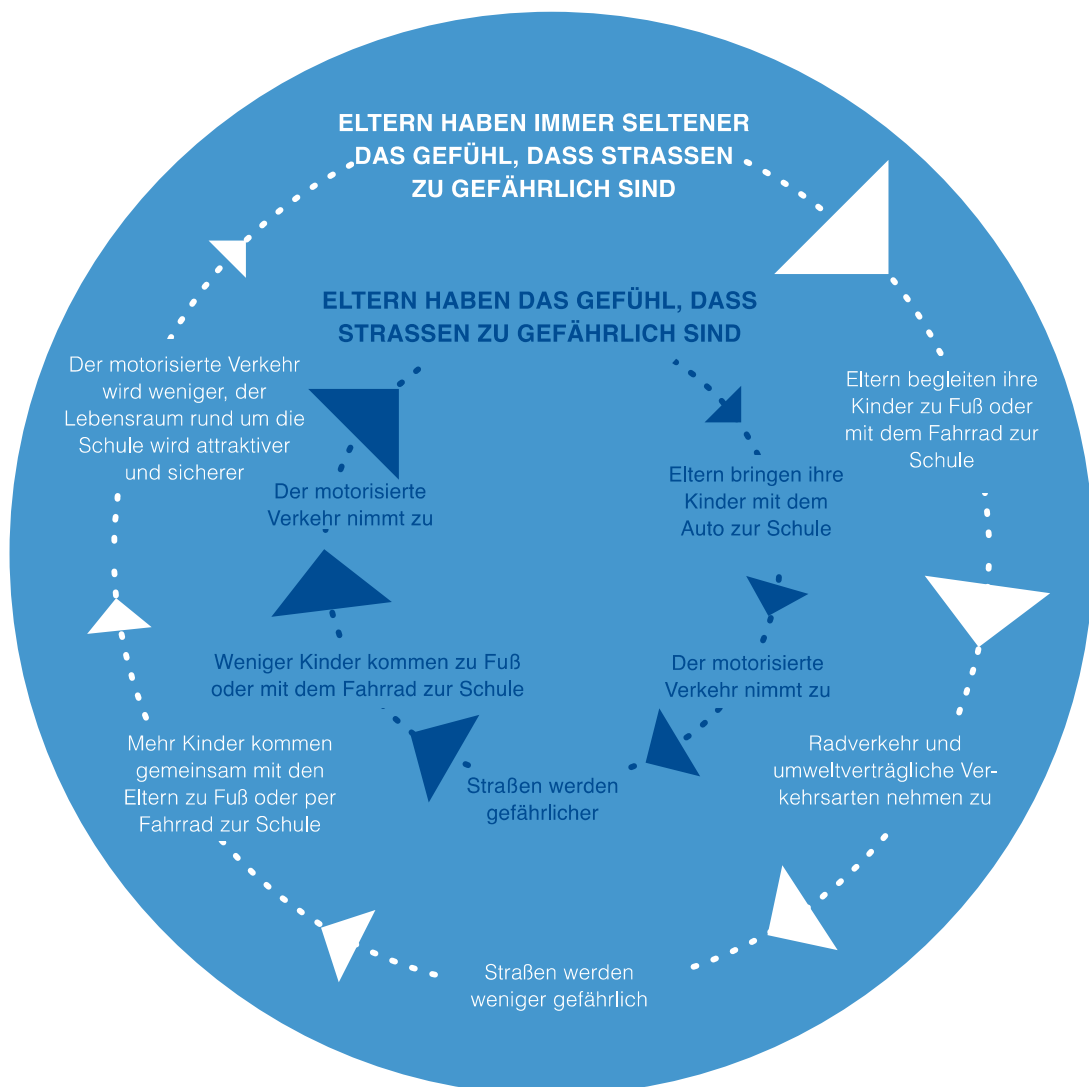 ELTERN HABEN IMMER SELTENER
DAS GEFÜHL, DASS STRASSEN
ZU GEFÄHRLICH SIND
ELTERN HABEN DAS GEFÜHL, DASS
STRASSEN ZU GEFÄHRLICH SIND
Der motorisierte Verkehr
wird weniger, der
Lebensraum rund um die
Schule wird attraktiver
und sicherer
Eltern begleiten ihre
Kinder zu Fuß oder
mit dem Fahrrad zur
Schule
Der motorisierte
Verkehr nimmt zu
Eltern bringen ihre
Kinder mit dem
Auto zur Schule
Weniger Kinder kommen zu Fuß
oder mit dem Fahrrad zur Schule
Der motorisierte
Verkehr nimmt zu
Mehr Kinder kommen
gemeinsam mit den
Eltern zu Fuß oder per
Fahrrad zur Schule
Straßen werden
gefährlicher
Radverkehr und
umweltverträgliche Ver-
kehrsarten nehmen zu
Straßen werden
weniger gefährlich